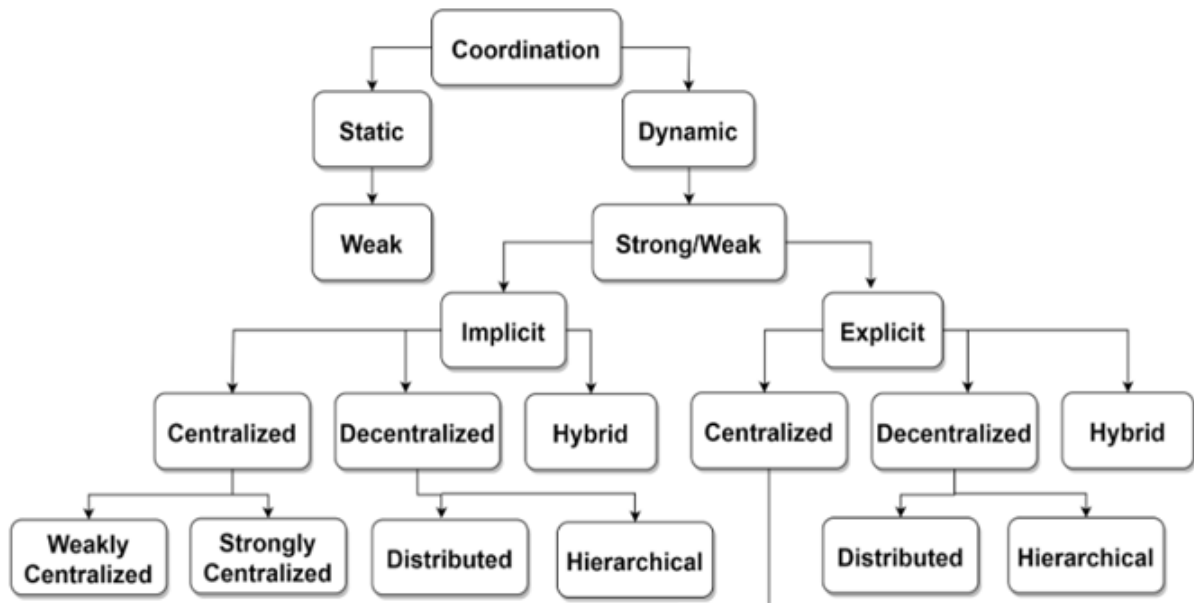 Coordination
Static
Dynamic
Weak
Strong/Weak
Implicit
Explicit
Centralized
Decentralized
Hybrid
Centralized
Decentralized
Hybrid
Weakly
Centralized
Strongly
Centralized
Distributed
Hierarchical
Distributed
Hierarchical